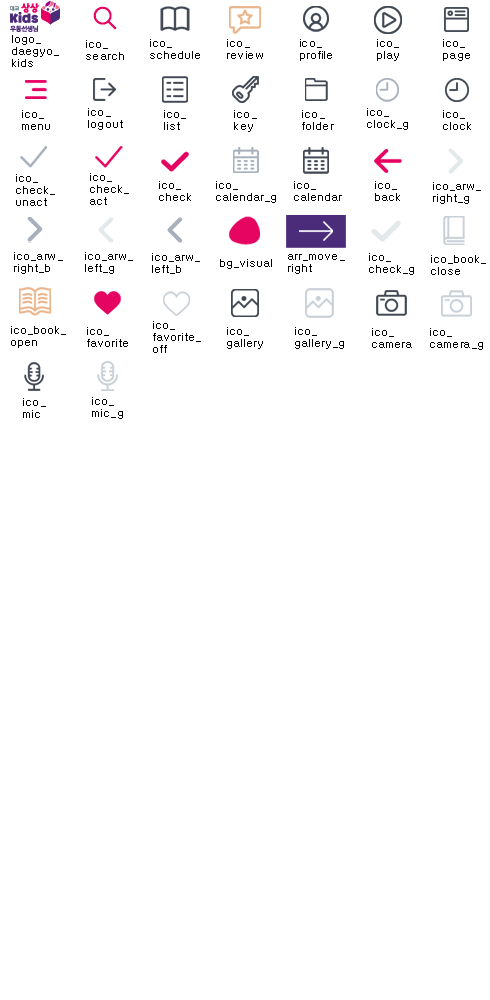 대교 상상
Kids
우등선생님
logo_
daegyo_
kids
ico_
search
ico_
schedule
ico_
review
ico_
profile
ico_
play
ico_
page
ico_
menu
ico_
logout
ico_
list
ico_
key
ico_
folder
ico_
clock_g
ico_
clock
ico_
check_
unact
ico_
check_
act
ico_
check
ico_
calendar_g
ico_
calendar
ico_
back
ico_arw_
right_g
ico_arw_
right_b
ico_arw_
left_g
ico_arw_
left_b
bg_visual
arr_move_
right
ico_
check_g
ico_book_
close
ico_book_
open
ico_
favorite
ico_
favorite_
off
ico_
gallery
ico_
gallery_g
ico_
camera
ico_
camera_g
ico_
mic
ico_
mic_g